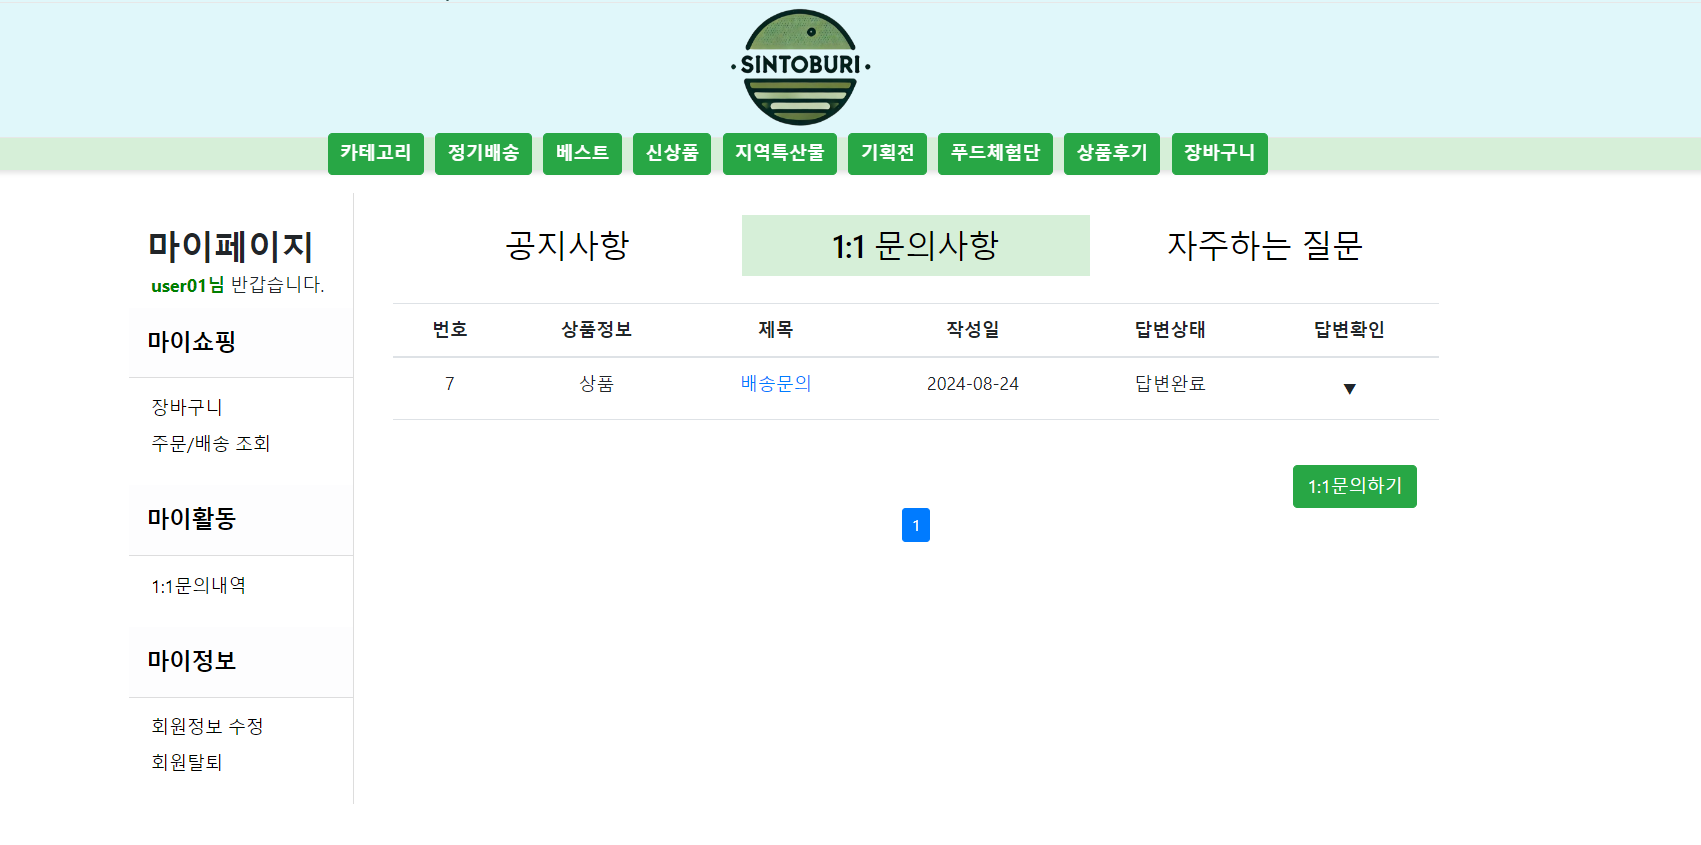 SINTOBURI
카테고리 정기배송 베스트 신상품 지역특산물 기획전 푸드체험단 상품후기 장바구니
마이페이지
user01님 반갑습니다.
마이쇼핑
장바구니
주문/배송 조회
마이활동
1:1문의내역
마이정보
회원정보 수정
회원탈퇴
공지사항 1:1 문의사항 자주하는 질문
번호 상품정보 제목 작성일 답변상태 답변확인
7 상품 배송문의 2024-08-24 답변완료 ▼
1:1문의하기
1